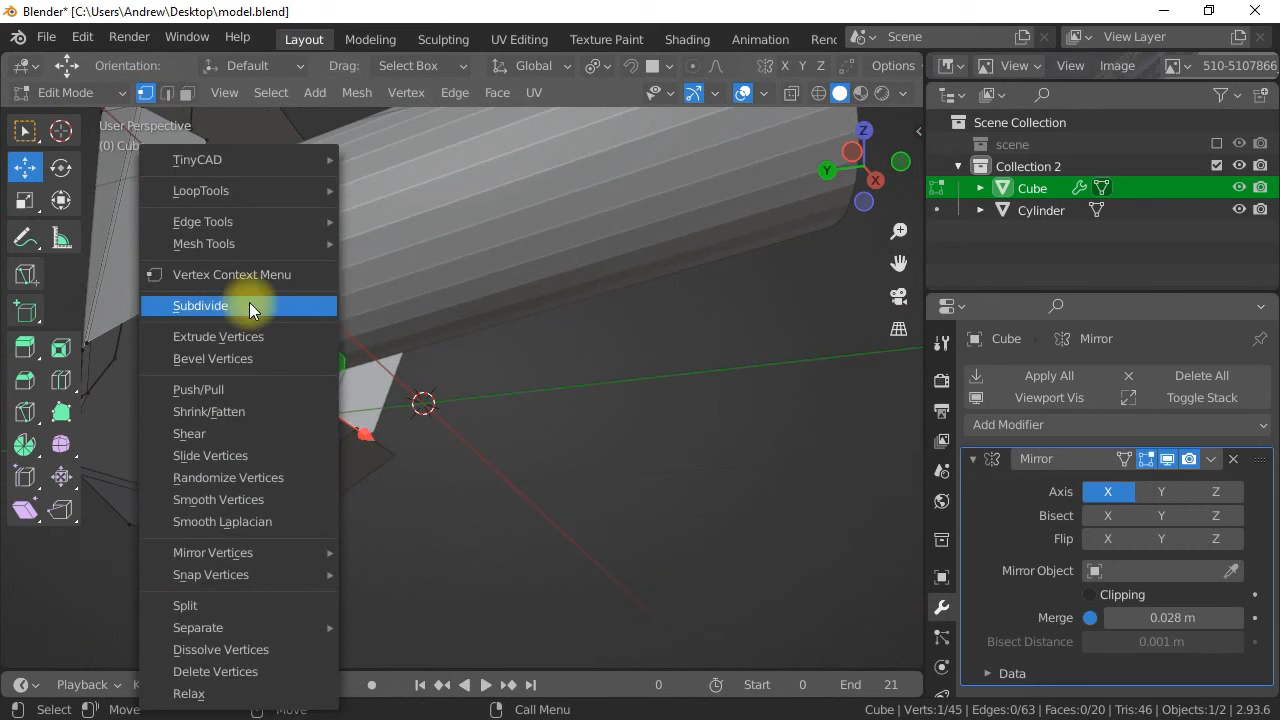 Blender* [C:\Users\Andrew\Desktop\model.blend]
File Edit Render Window Help Layout Modeling Sculpting UV Editing Texture Paint Shading Animation Scene View Layer
Orientation: Default Drag: Select Box Global X Y Z Options View View Image 510-5107866
Edit Mode View Select Add Mesh Vertex Edge Face UV
User Perspective
Scene Collection
scene
Collection 2
Cube
Cylinder
TinyCAD
LoopTools
Edge Tools
Mesh Tools
Vertex Context Menu
Subdivide
Extrude Vertices
Bevel Vertices
Push/Pull
Shrink/Fatten
Shear
Slide Vertices
Randomize Vertices
Smooth Vertices
Smooth Laplacian
Mirror Vertices
Snap Vertices
Split
Separate
Dissolve Vertices
Delete Vertices
Relax
Z
Y
X
Cube Mirror
Apply All Delete All
Viewport Vis Toggle Stack
Add Modifier
Mirror
Axis X Y Z
Bisect X Y Z
Flip X Y Z
Mirror Object
Clipping
Merge 0.028 m
Bisect Distance 0.001 m
Data
Playback 0 Start 0 End 21
Select Move Move Call Menu Cube | Verts:1/45 | Edges:0/63 | Faces:0/20 | Tris:46 | Objects:1/2 | 2.93.6